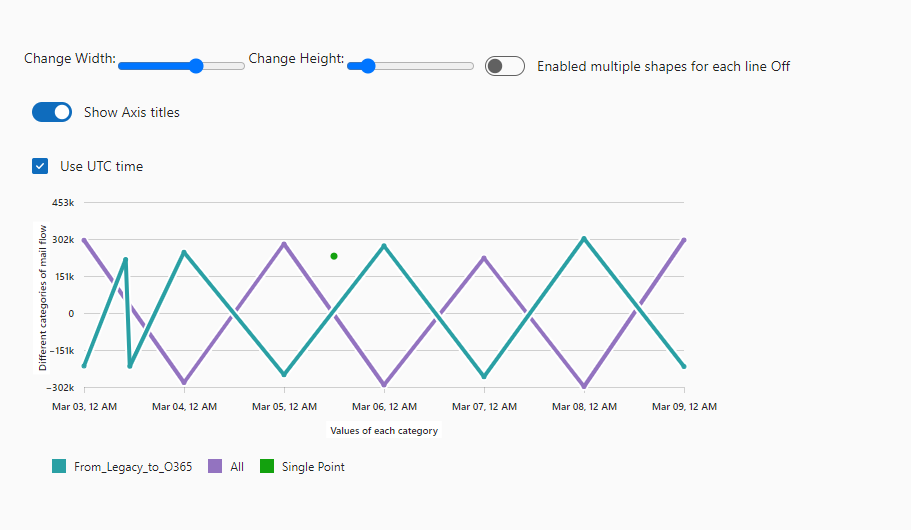 Change Width: Change Height: Enabled multiple shapes for each line Off
Show Axis titles
Use UTC time
Different categories of mail flow
453k
302k
151k
0
−151k
−302k
Mar 03, 12 AM Mar 04, 12 AM Mar 05, 12 AM Mar 06, 12 AM Mar 07, 12 AM Mar 08, 12 AM Mar 09, 12 AM
Values of each category
From_Legacy_to_O365 All Single Point